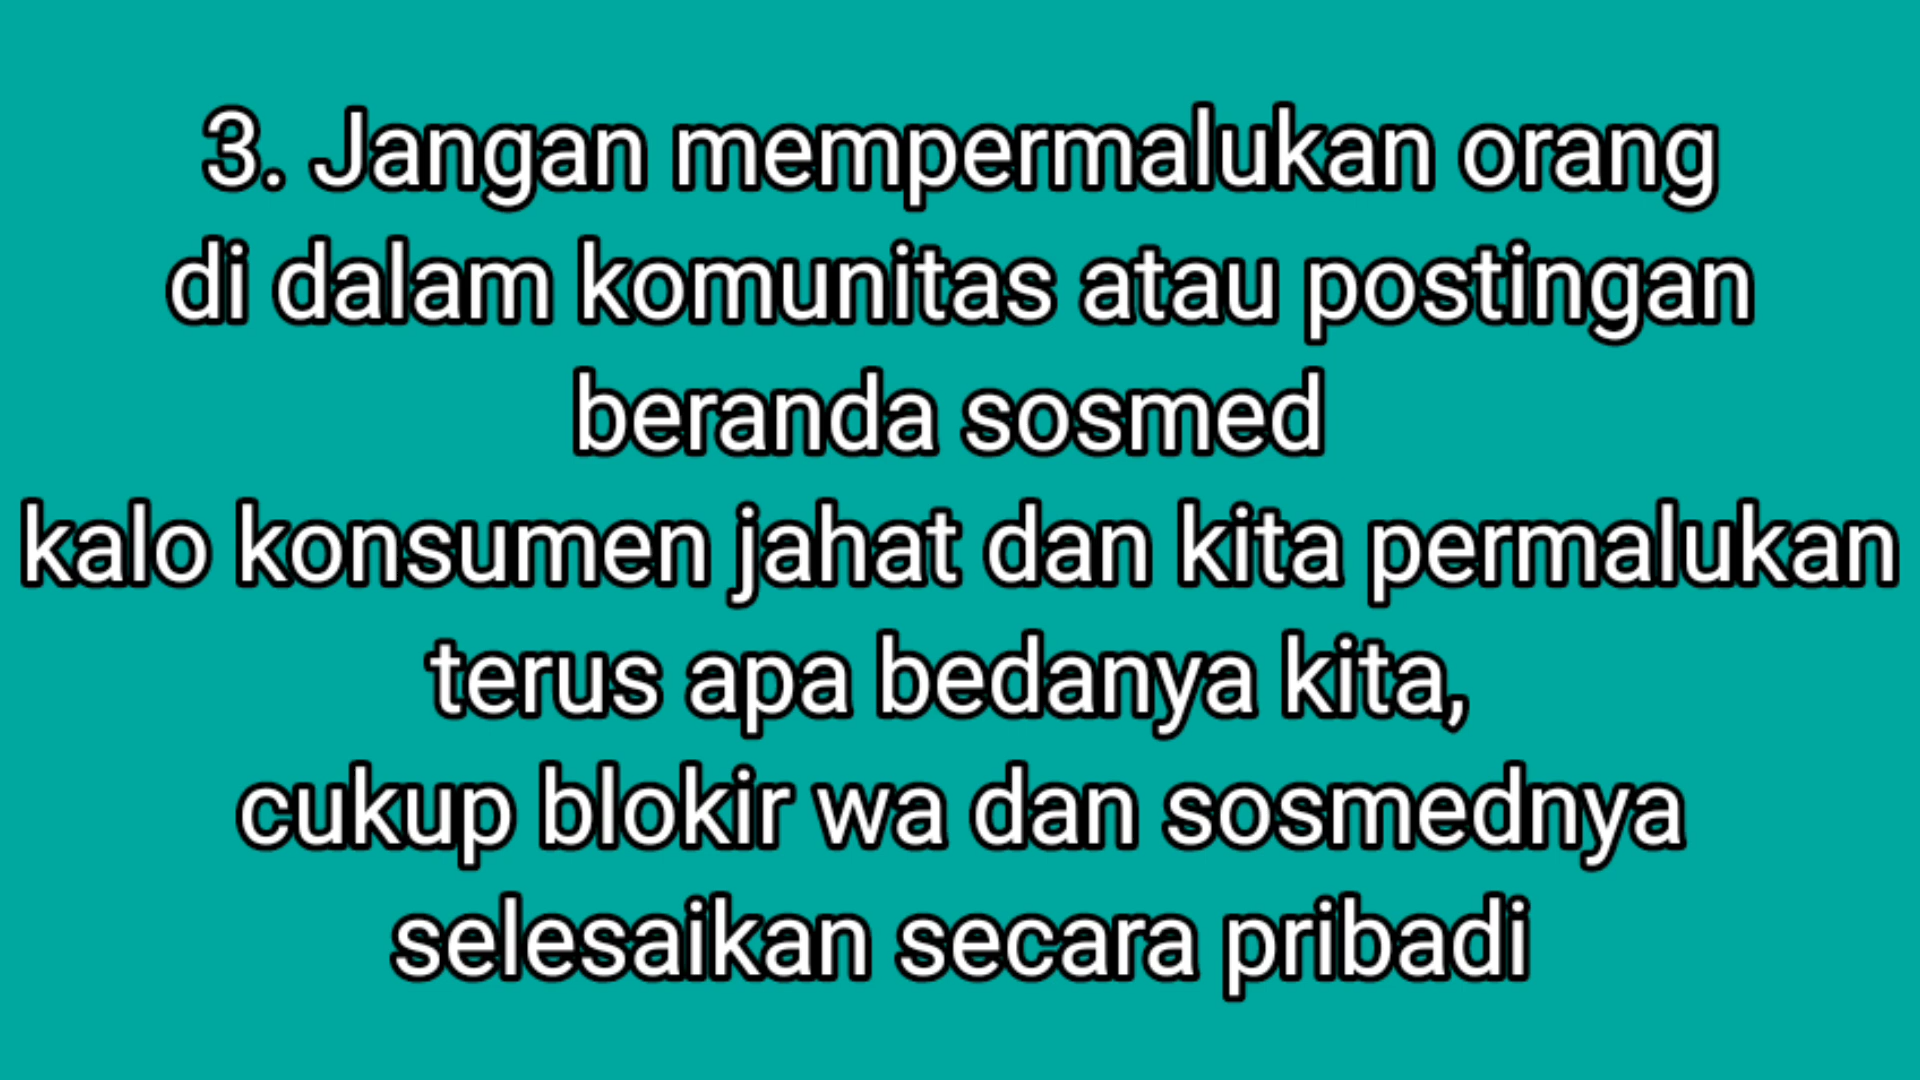 3. Jangan mempermalukan orang
di dalam komunitas atau postingan
beranda sosmed
kalo konsumen jahat dan kita permalukan
terus apa bedanya kita,
cukup blokir wa dan sosmednya
selesaikan secara pribadi